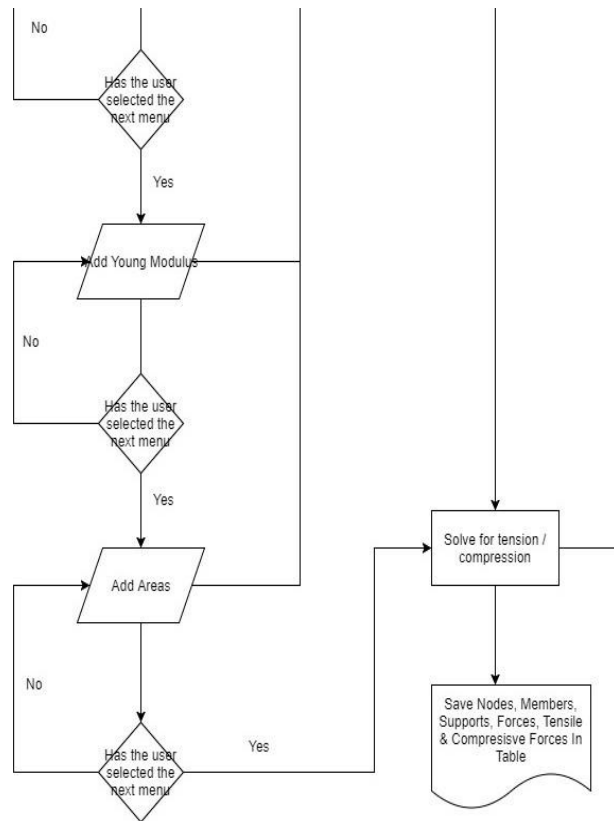 No
Has the user
selected the
next menu
Yes
Add Young Modulus
No
Has the user
selected the
next menu
Yes
Add Areas
No
Has the user
selected the
next menu
Yes
Solve for tension /
compression
Save Nodes, Members,
Supports, Forces, Tensile
& Compresisve Forces In
Table